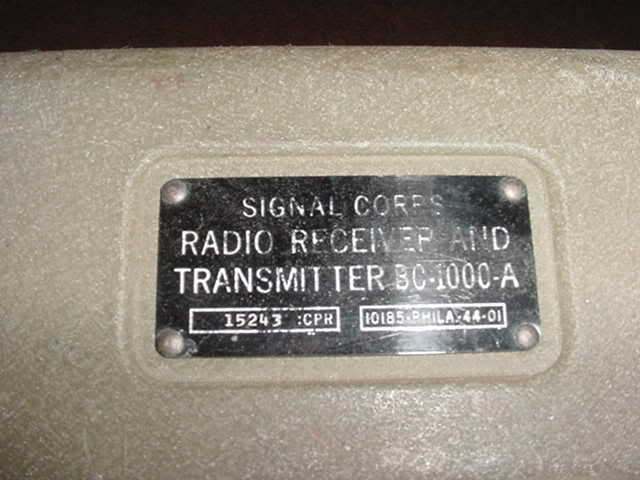 SIGNAL CORPS
RADIO RECEIVER AND
TRANSMITTER BC-1000-A
15243 :CPR 10185-PHILA-44-01